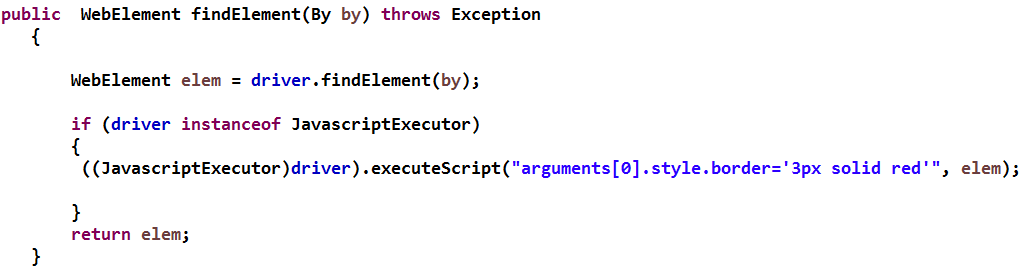 public  WebElement findElement(By by) throws Exception
{
WebElement elem = driver.findElement(by);
if (driver instanceof JavascriptExecutor)
{
((JavascriptExecutor)driver).executeScript("arguments[0].style.border='3px solid red'", elem);
}
return elem;
}